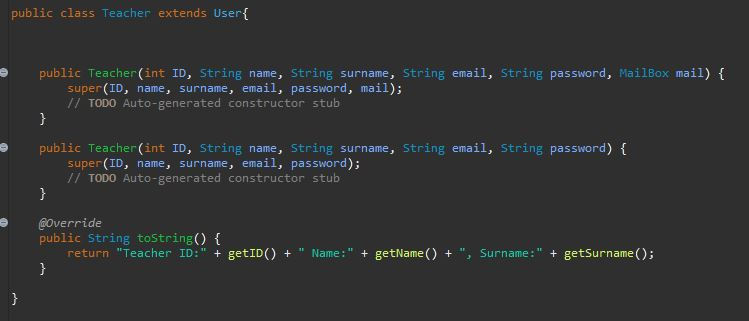 public class Teacher extends User{
public Teacher(int ID, String name, String surname, String email, String password, MailBox mail) {
super(ID, name, surname, email, password, mail);
// TODO Auto-generated constructor stub
}
public Teacher(int ID, String name, String surname, String email, String password) {
super(ID, name, surname, email, password);
// TODO Auto-generated constructor stub
}
@Override
public String toString() {
return "Teacher ID:" + getID() + " Name:" + getName() + ", Surname:" + getSurname();
}
}